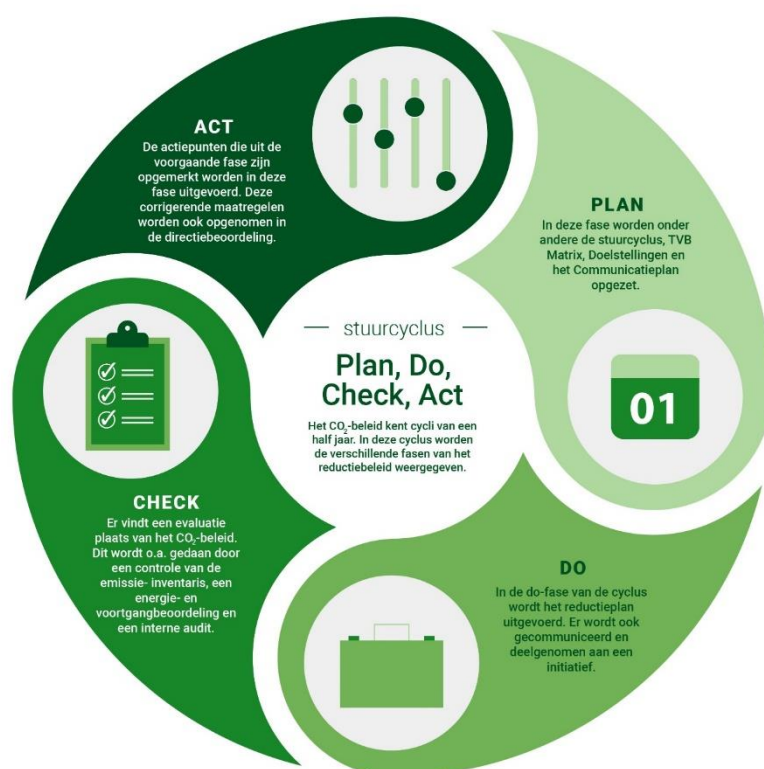 stuurcyclus
Plan, Do,
Check, Act
Het CO₂-beleid kent cycli van een
half jaar. In deze cyclus worden
de verschillende fasen van het
reductiebeleid weergegeven.
PLAN
In deze fase worden onder
andere de stuurcyclus, TVB
Matrix, Doelstellingen en
het Communicatieplan
opgezet.
01
DO
In de do-fase van de cyclus
wordt het reductieplan
uitgevoerd. Er wordt ook
gecommuniceerd en
deelgenomen aan een
initiatief.
CHECK
Er vindt een evaluatie
plaats van het CO₂-beleid.
Dit wordt o.a. gedaan door
een controle van de
emissie- inventaris, een
energie- en
voortgangbeoordeling en
een interne audit.
ACT
De actiepunten die uit de
voorgaande fase zijn
opgemerkt worden in deze
fase uitgevoerd. Deze
corrigerende maatregelen
worden ook opgenomen in
de directiebeoordeling.